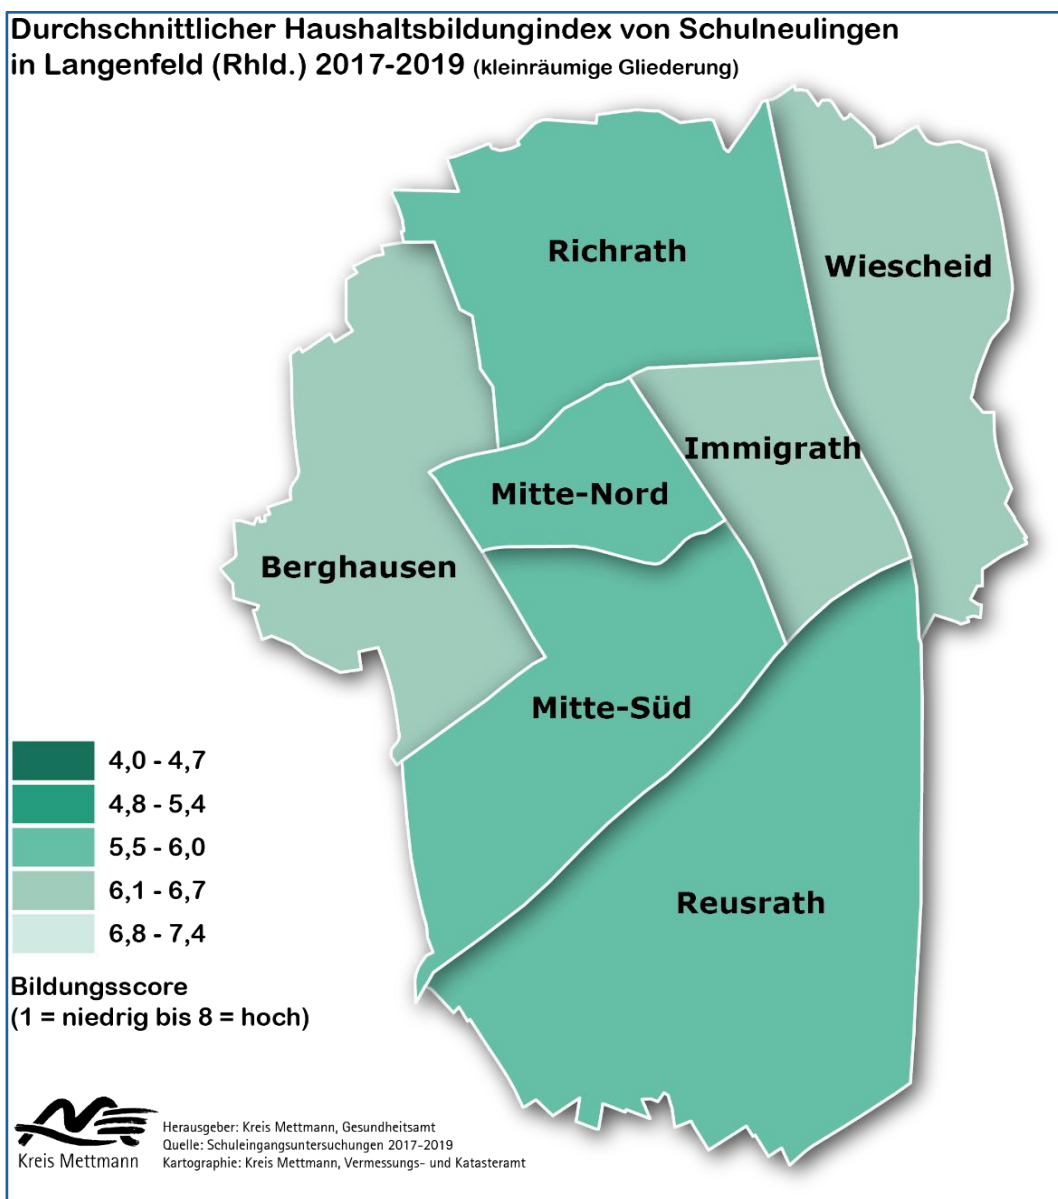 Durchschnittlicher Haushaltsbildungindex von Schulneulingen
in Langenfeld (Rhld.) 2017-2019 (kleinräumige Gliederung)
Richrath
Wiescheid
Immigrath
Mitte-Nord
Berghausen
Mitte-Süd
Reusrath
4,0 - 4,7
4,8 - 5,4
5,5 - 6,0
6,1 - 6,7
6,8 - 7,4
Bildungsscore
(1 = niedrig bis 8 = hoch)
Kreis Mettmann
Herausgeber: Kreis Mettmann, Gesundheitsamt
Quelle: Schuleingangsuntersuchungen 2017-2019
Kartographie: Kreis Mettmann, Vermessungs- und Katasteramt